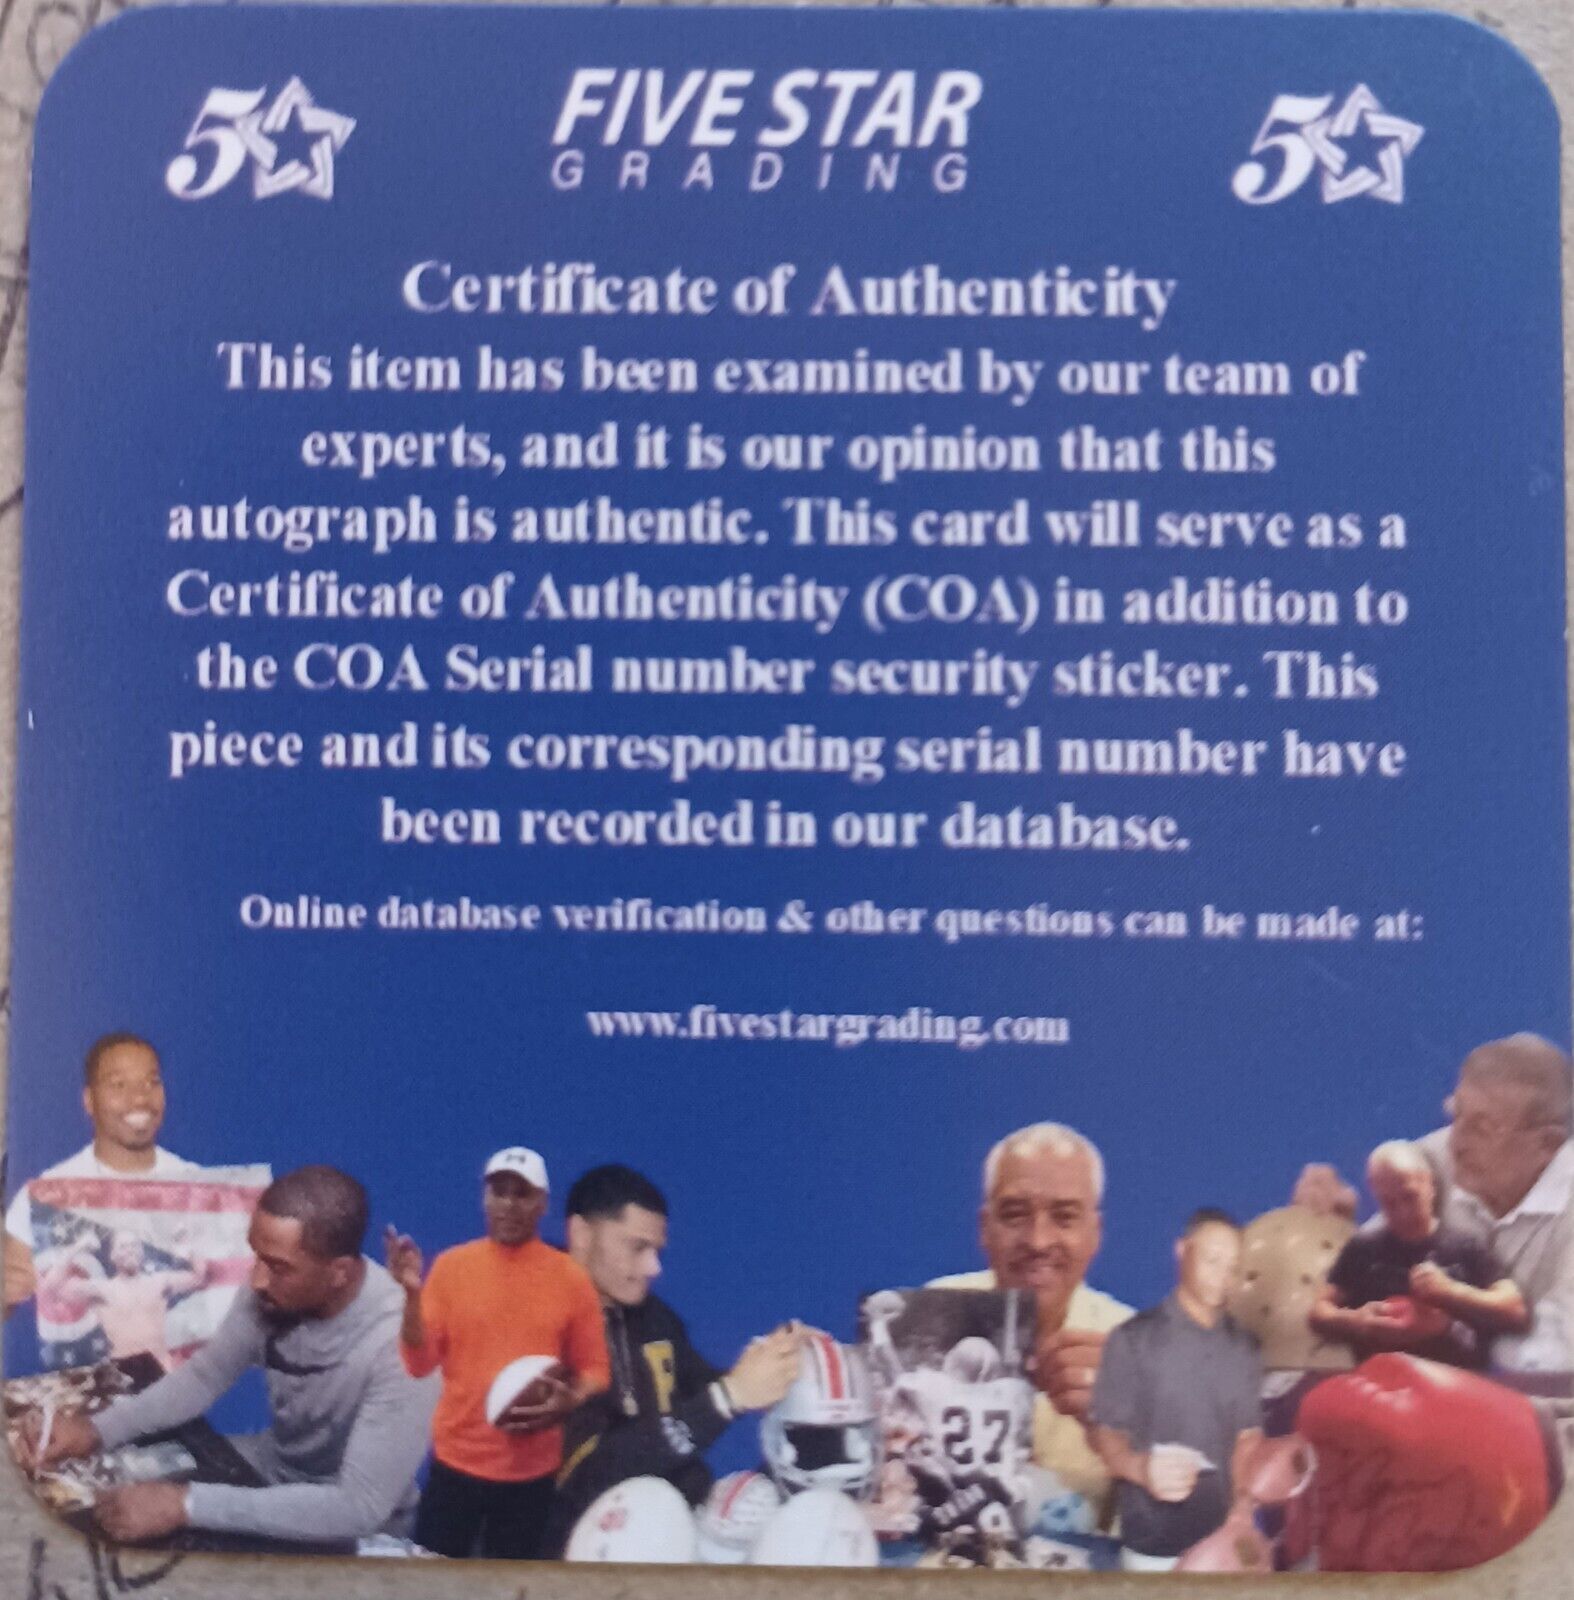 5 FIVE STAR 5
GRADING
Certificate of Authenticity
This item has been examined by our team of
experts, and it is our opinion that this
autograph is authentic. This card will serve as a
Certificate of Authenticity (COA) in addition to
the COA Serial number security sticker. This
piece and its corresponding serial number have
been recorded in our database.
Online database verification & other questions can be made at:
www.fivestargrading.com
27